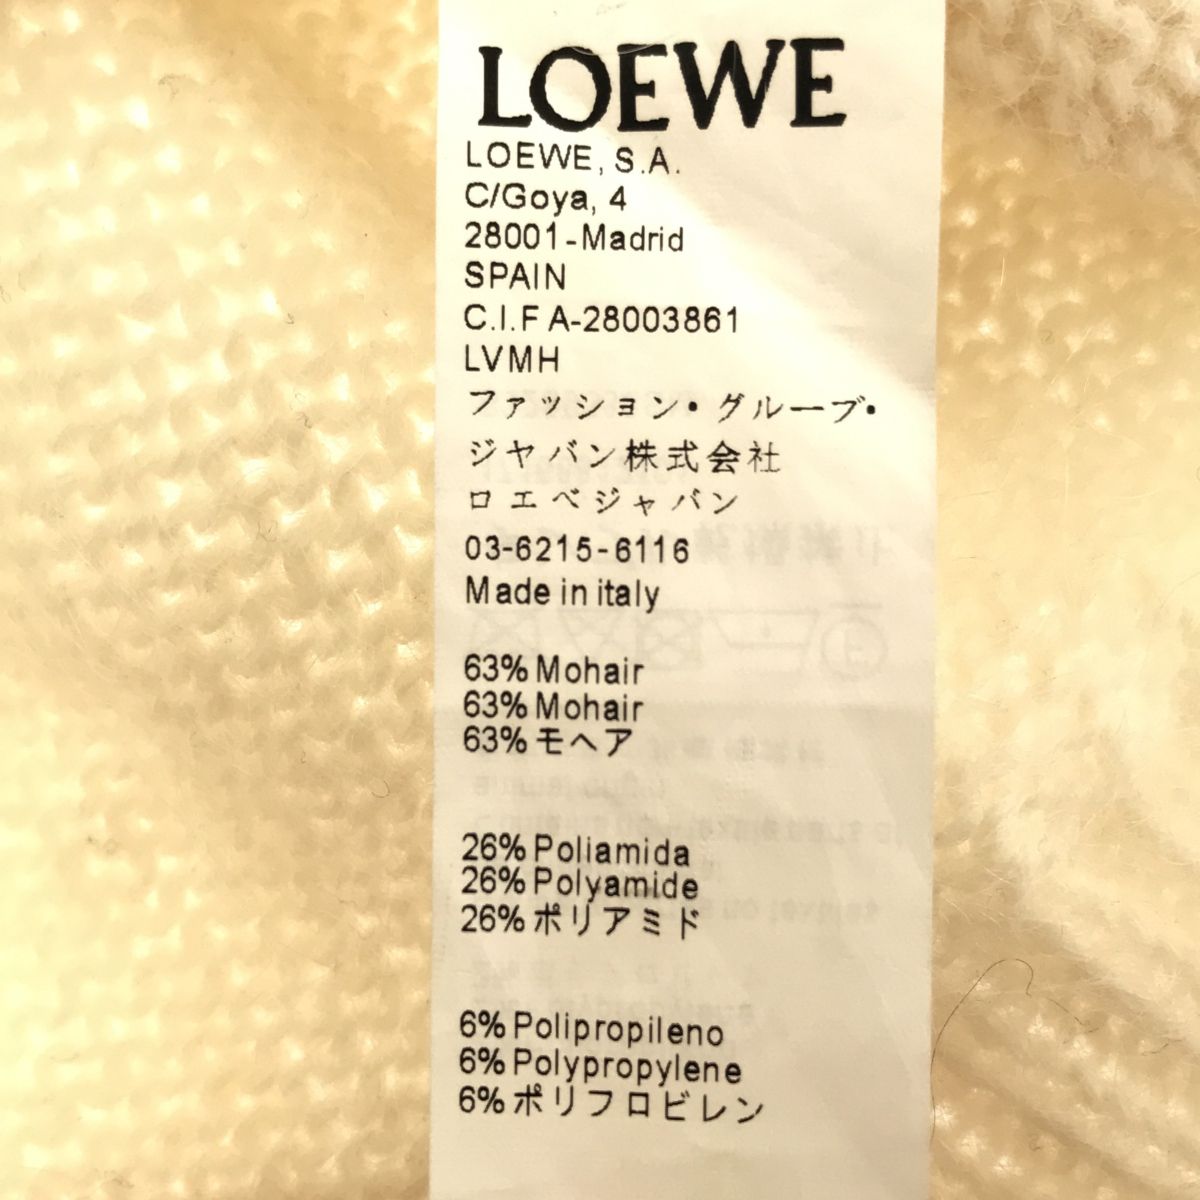 LOEWE
LOEWE, S.A.
C/Goya, 4
28001-Madrid
SPAIN
C.I.F A-28003861
LVMH
ファッション・グループ・
ジャパン株式会社
ロエベジャパン
03-6215-6116
Made in italy
63% Mohair
63% Mohair
63% モヘア
26% Poliamida
26% Polyamide
26% ポリアミド
6% Polipropileno
6% Polypropylene
6% ポリプロピレン